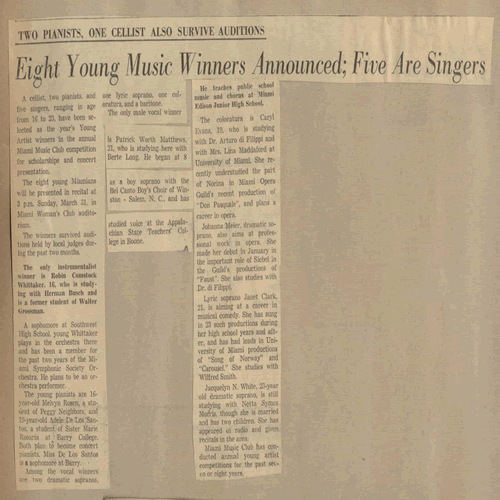 TWO PIANISTS, ONE CELLIST ALSO SURVIVE AUDITIONS
Eight Young Music Winners Announced; Five Are Singers
A cellist, two pianists, and
five singers, ranging in age
from 16 to 23, have been se-
lected as the year's Young
Artist winners in the annual
Miami Music Club competition
for scholarships and concert
presentation.
The eight young Miamians
will be presented in recital at
3 p.m. Sunday, March 31, in
Miami Woman's Club audito-
rium.
The winners survived audi-
tions held by local judges dur-
ing the past two months.
The only instrumentalist
winner is Robin Comstock
Whittaker, 16, who is study-
ing with Herman Busch and
is a former student of Walter
Grossman.
A sophomore at Southwest
High School, young Whittaker
plays in the orchestra there
and has been a member for
the past two years of the Mi-
ami Symphonic Society Or-
chestra. He plans to be an or-
chestra performer.
The young pianists are 16-
year-old Melvyn Rosen, a stu-
dent of Peggy Neighbors, and
19-year-old Adele De Los San-
tos, a student of Sister Marie
Rosaria at Barry College.
Both plan to become concert
pianists. Miss De Los Santos
is a sophomore at Barry.
Among the vocal winners
are two dramatic sopranos,
one lyric soprano, one col-
oratura, and a baritone.
The only male vocal winner
is Patrick Worth Matthews,
21, who is studying here with
Berte Long. He began at 8
as a boy soprano with the
Bel Canto Boy's Choir of Win-
ston - Salem, N. C., and has
studied voice at the Appala-
chian State Teachers' Col-
lege in Boone.
He teaches public school
music and chorus at Miami
Edison Junior High School.
The coloratura is Caryl
Evans, 19, who is studying
with Dr. Arturo di Filippi and
with Mrs. Lina Maddaford at
University of Miami. She re-
cently understudied the part
of Norina in Miami Opera
Guild's recent production of
"Don Pasquale", and plans a
career in opera.
Johanna Meier, dramatic so-
prano, also aims at profes-
sional work in opera. She
made her debut in January in
the important role of Siebel in
the Guild's productions of
"Faust". She also studies with
Dr. di Filippi.
Lyric soprano Janet Clark,
21, is aiming at a career in
musical comedy. She has sung
in 23 such productions during
her high school years and aft-
er, and has had leads in Uni-
versity of Miami productions
of "Song of Norway" and
"Carousel." She studies with
Wilfred Smith.
Jacquelyn N. White, 23-year
old dramatic soprano, is still
studying with Netta Symes
Morris, though she is married
and has two children. She has
appeared in radio and given
recitals in the area.
Miami Music Club has con-
ducted annual young artist
competitions for the past sev-
en or eight years.